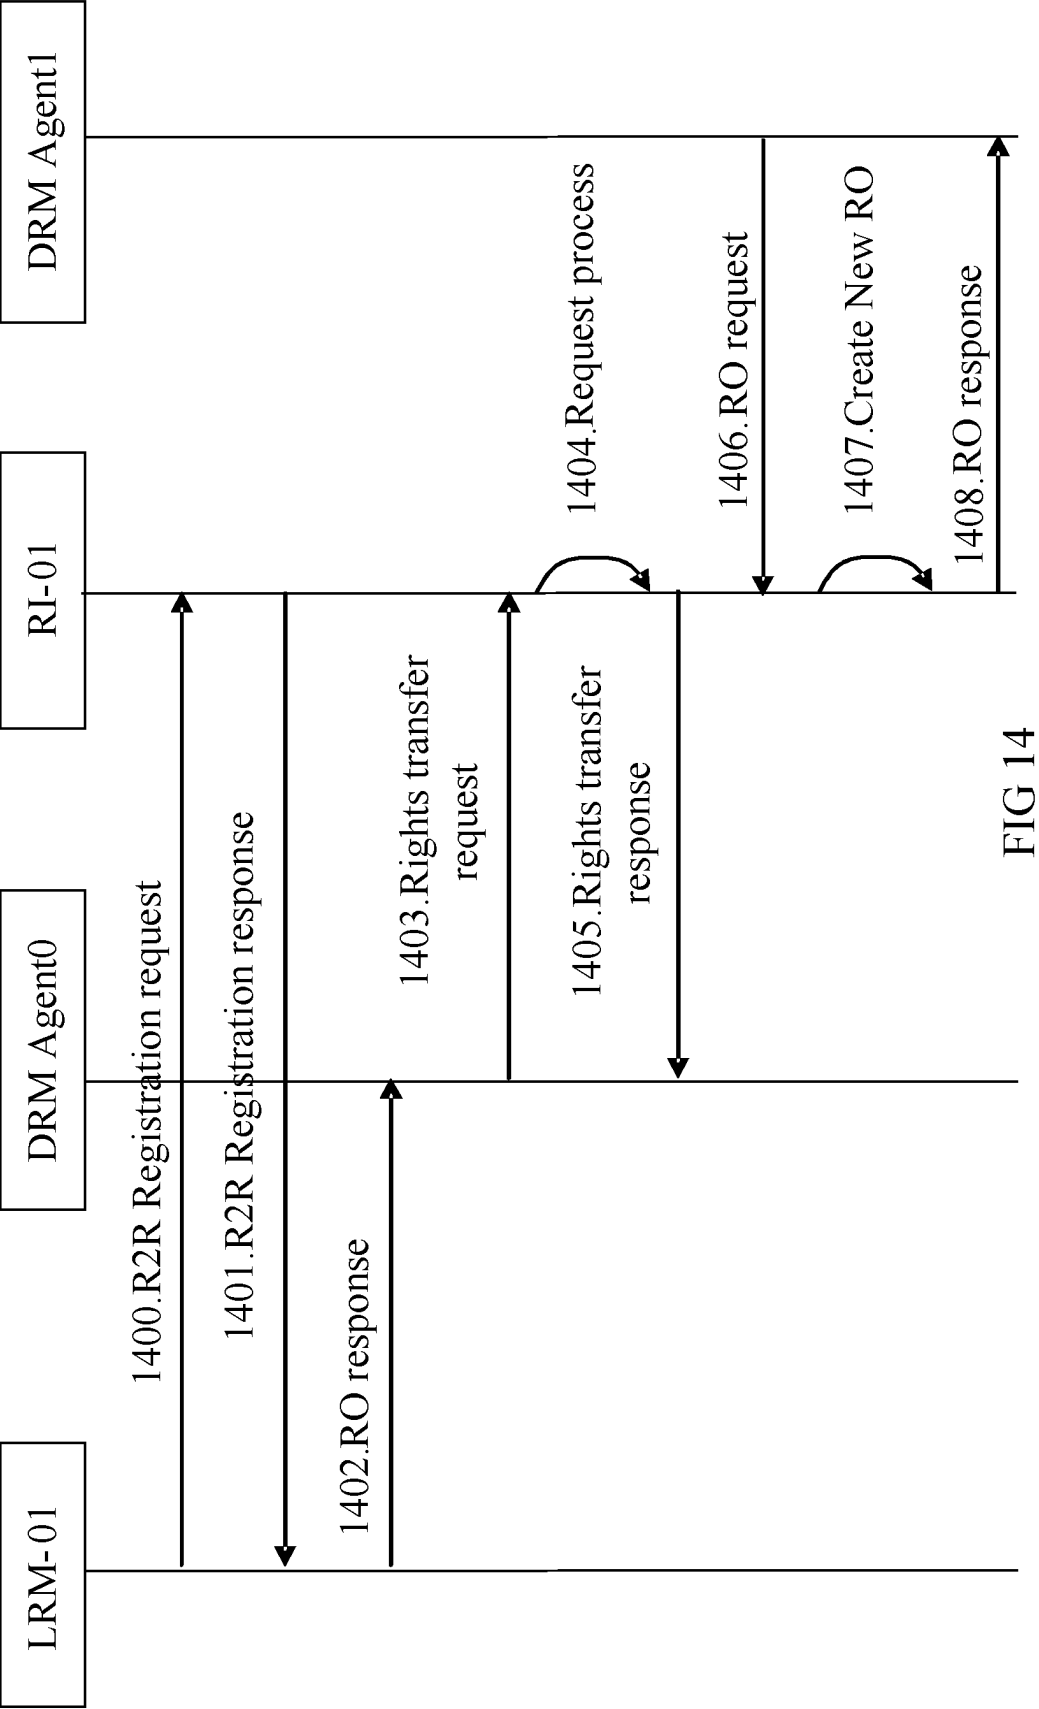 LRM-01
DRM Agent0
RI-01
DRM Agent1
1400.R2R Registration request
1401.R2R Registration response
1402.RO response
1403.Rights transfer
request
1404.Request process
1405.Rights transfer
response
1406.RO request
1407.Create New RO
1408.RO response
FIG 14